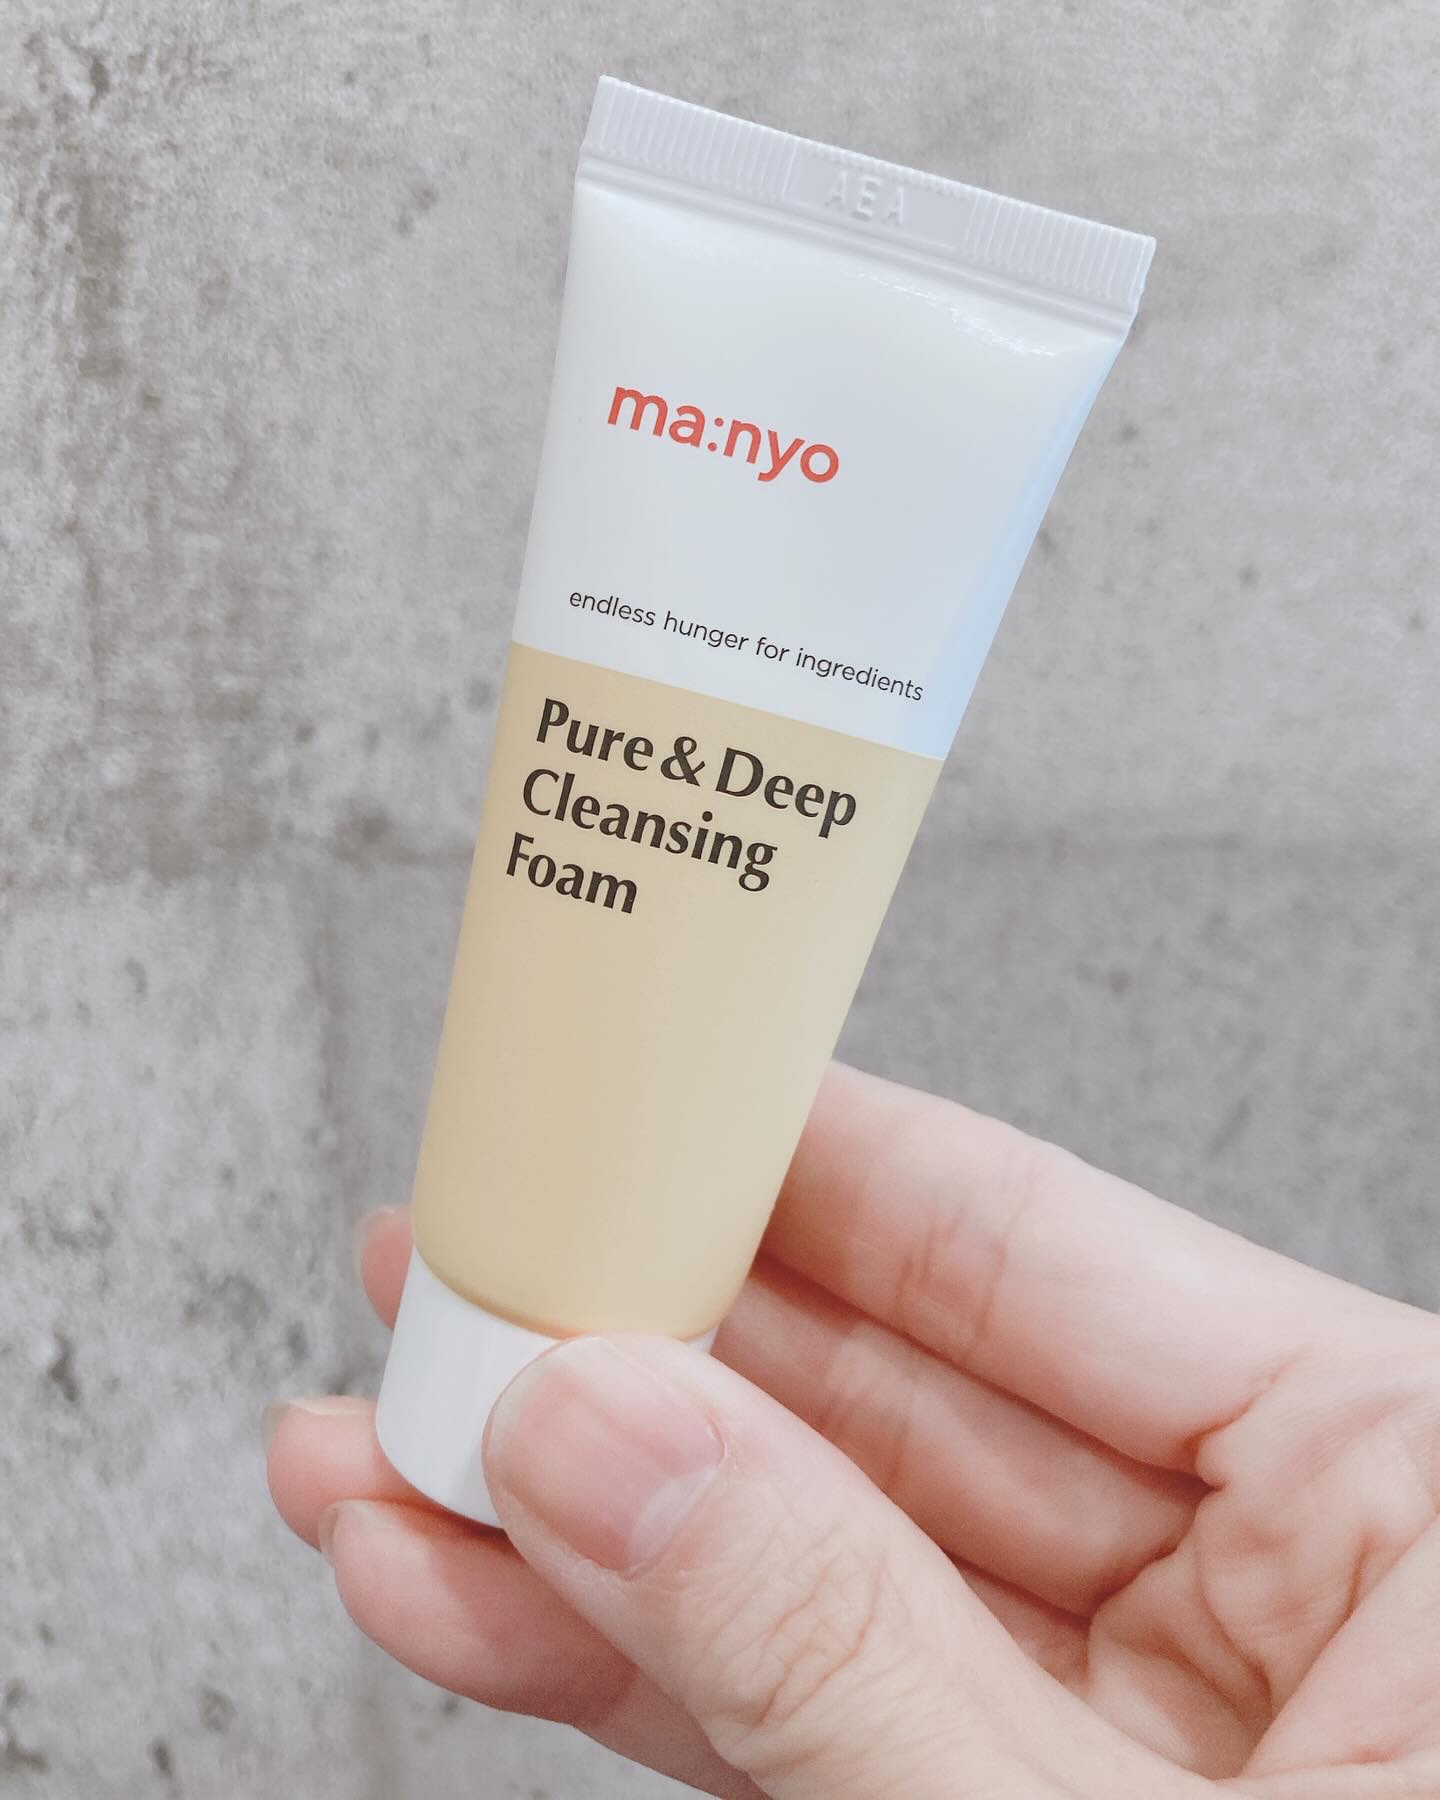 AEA
ma:nyo
endless hunger for ingredients
Pure & Deep
Cleansing
Foam